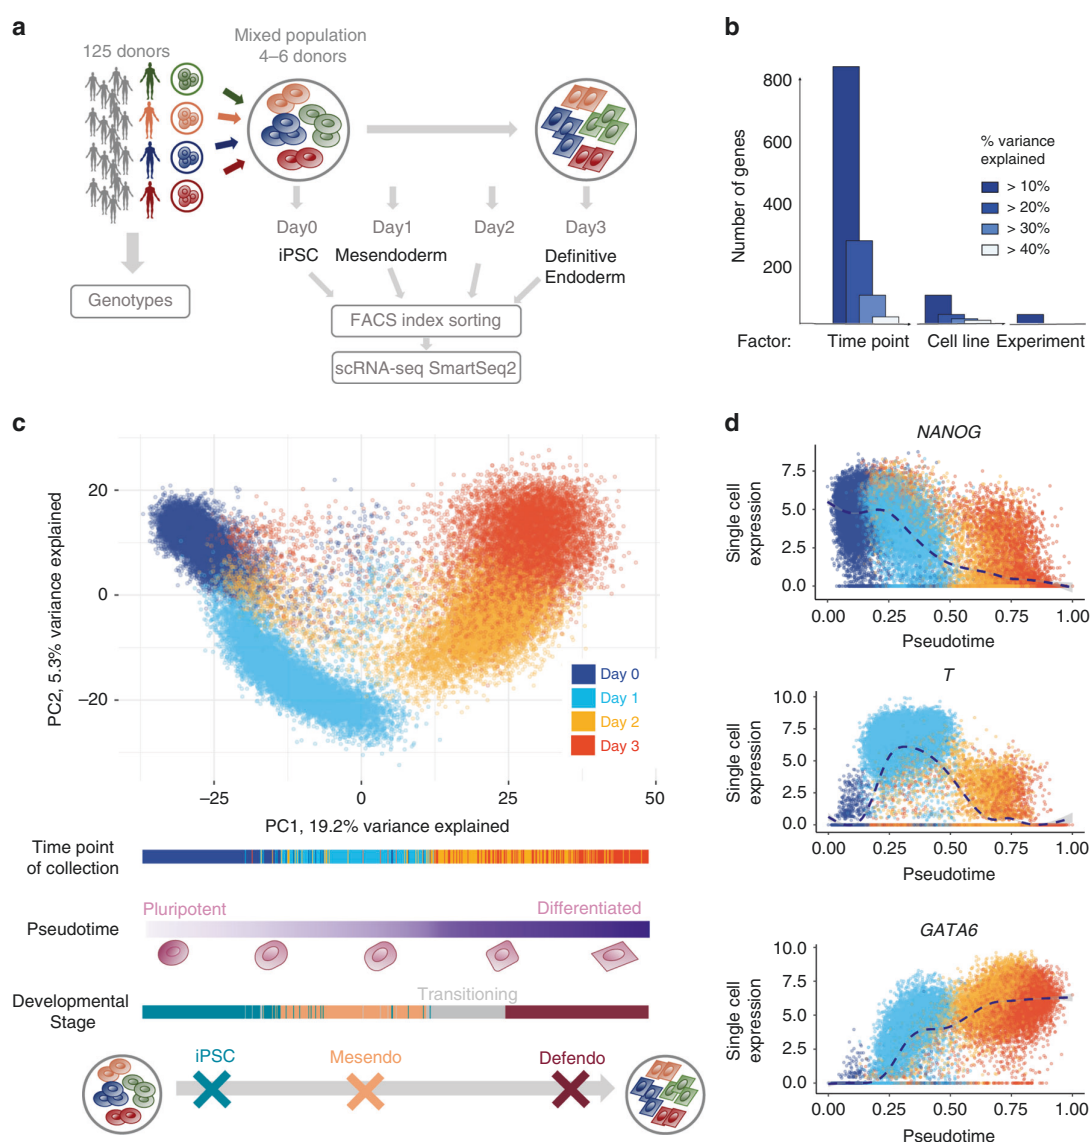 a
125 donors
Mixed population
4–6 donors
Day0
Day1
Day2
Day3
iPSC
Mesendoderm
Definitive
Endoderm
Genotypes
FACS index sorting
scRNA-seq SmartSeq2
b
Number of genes
800
600
400
200
% variance
explained
> 10%
> 20%
> 30%
> 40%
Factor:
Time point
Cell line
Experiment
c
PC2, 5.3% variance explained
20
0
−20
Day 0
Day 1
Day 2
Day 3
−25
0
25
50
PC1, 19.2% variance explained
Time point
of collection
Pluripotent
Differentiated
Pseudotime
Transitioning
Developmental
Stage
iPSC
Mesendo
Defendo
d
NANOG
Single cell
expression
7.5
5.0
2.5
0.0
0.00
0.25
0.50
0.75
1.00
Pseudotime
T
Single cell
expression
10.0
7.5
5.0
2.5
0.0
0.00
0.25
0.50
0.75
1.00
Pseudotime
GATA6
Single cell
expression
10.0
7.5
5.0
2.5
0.0
0.00
0.25
0.50
0.75
1.00
Pseudotime